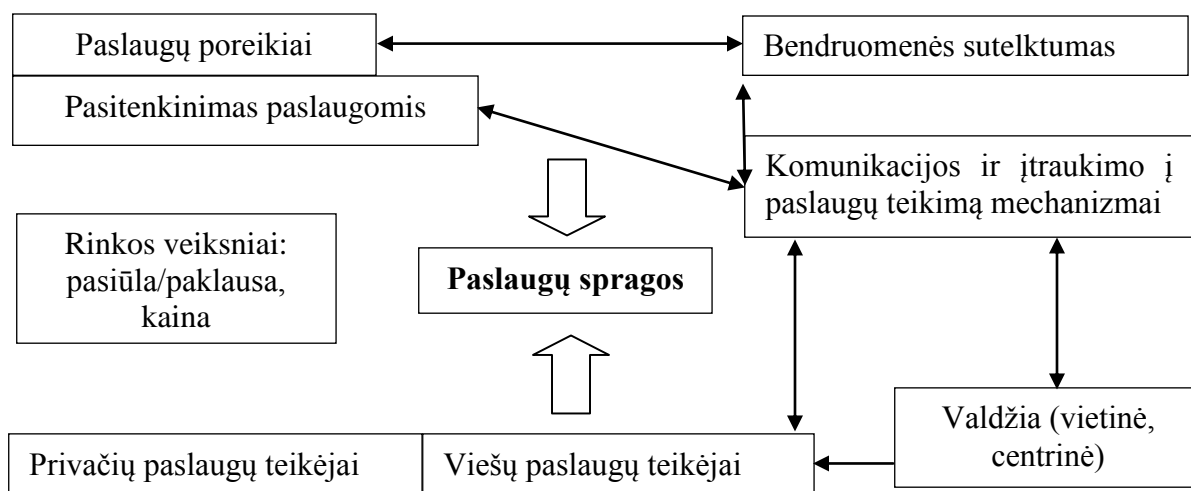 Paslaugų poreikiai
Bendruomenės sutelktumas
Pasitenkinimas paslaugomis
Komunikacijos ir įtraukimo į
paslaugų teikimą mechanizmai
Rinkos veiksniai:
pasiūla/paklausa,
kaina
Paslaugų spragos
Valdžia (vietinė,
centrinė)
Privačių paslaugų teikėjai
Viešų paslaugų teikėjai